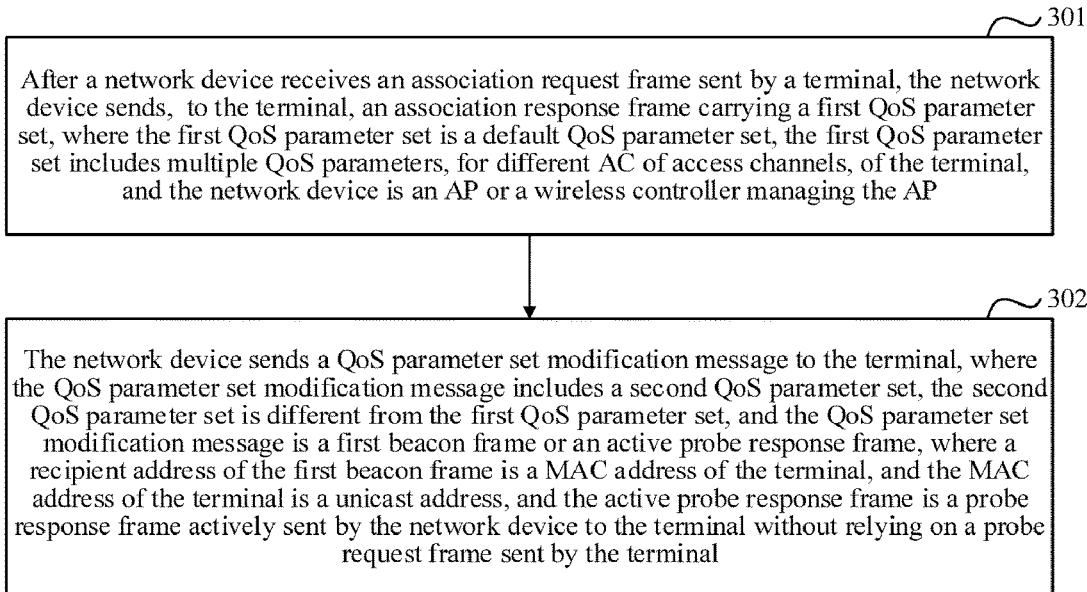 301
After a network device receives an association request frame sent by a terminal, the network
device sends, to the terminal, an association response frame carrying a first QoS parameter
set, where the first QoS parameter set is a default QoS parameter set, the first QoS parameter
set includes multiple QoS parameters, for different AC of access channels, of the terminal,
and the network device is an AP or a wireless controller managing the AP
302
The network device sends a QoS parameter set modification message to the terminal, where
the QoS parameter set modification message includes a second QoS parameter set, the second
QoS parameter set is different from the first QoS parameter set, and the QoS parameter set
modification message is a first beacon frame or an active probe response frame, where a
recipient address of the first beacon frame is a MAC address of the terminal, and the MAC
address of the terminal is a unicast address, and the active probe response frame is a probe
response frame actively sent by the network device to the terminal without relying on a probe
request frame sent by the terminal